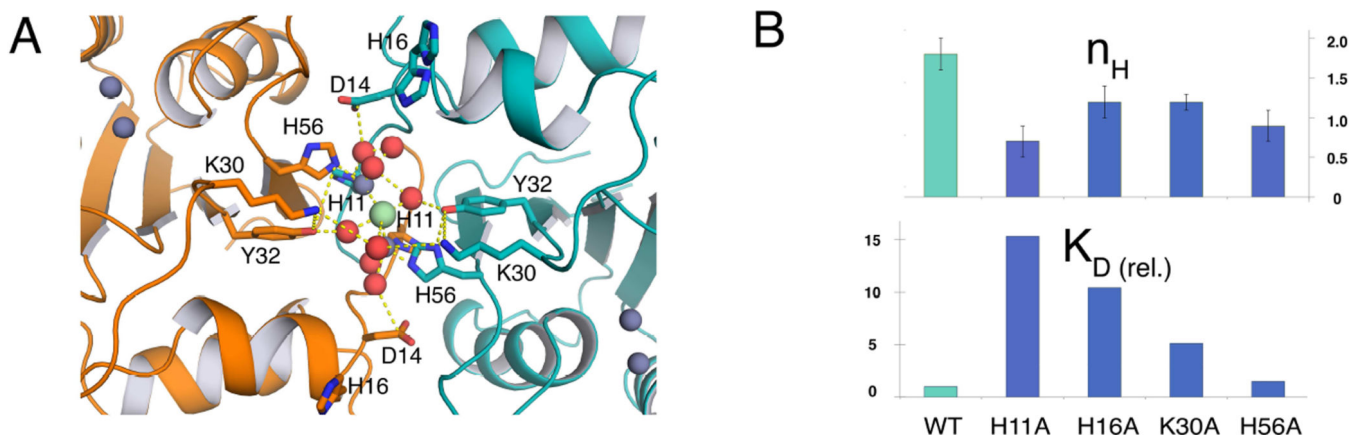 A
H16
D14
H56
K30
H11
H11
Y32
Y32
K30
H56
D14
H16
B
nH
2.0
1.5
1.0
0.5
0
KD (rel.)
15
10
5
0
WT H11A H16A K30A H56A